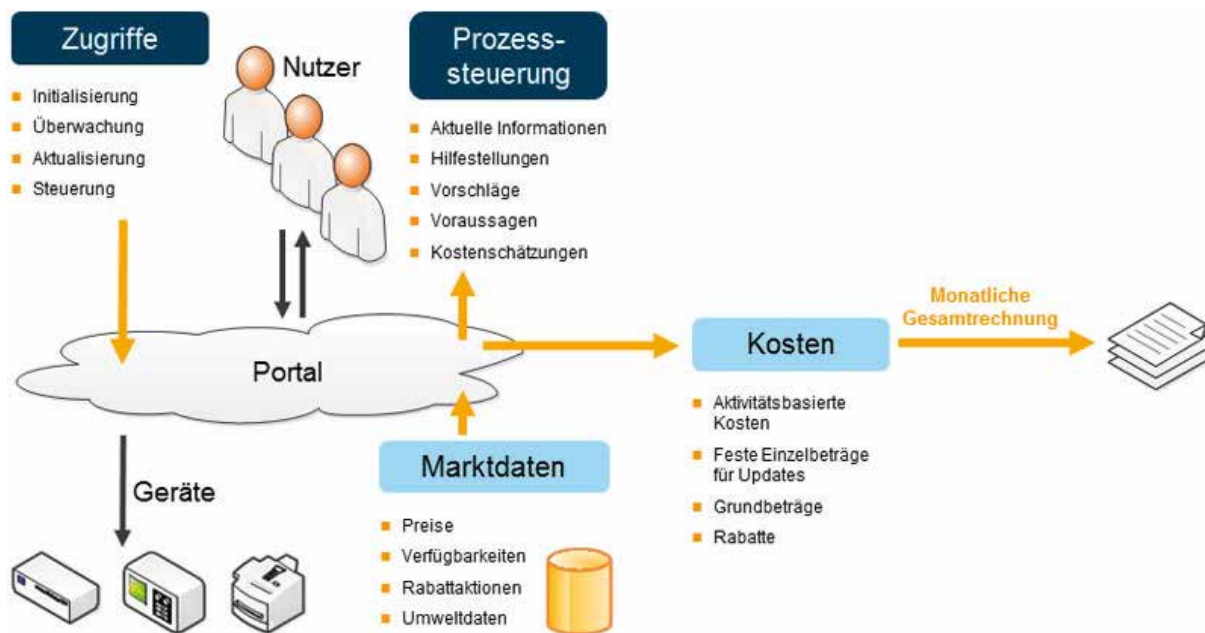 Zugriffe
Initialisierung
Überwachung
Aktualisierung
Steuerung
Nutzer
Prozess-
steuerung
Aktuelle Informationen
Hilfestellungen
Vorschläge
Voraussagen
Kostenschätzungen
Portal
Monatliche
Gesamtrechnung
Kosten
Aktivitätsbasierte
Kosten
Feste Einzelbeträge
für Updates
Grundbeträge
Rabatte
Marktdaten
Preise
Verfügbarkeiten
Rabattaktionen
Umweltdaten
Geräte